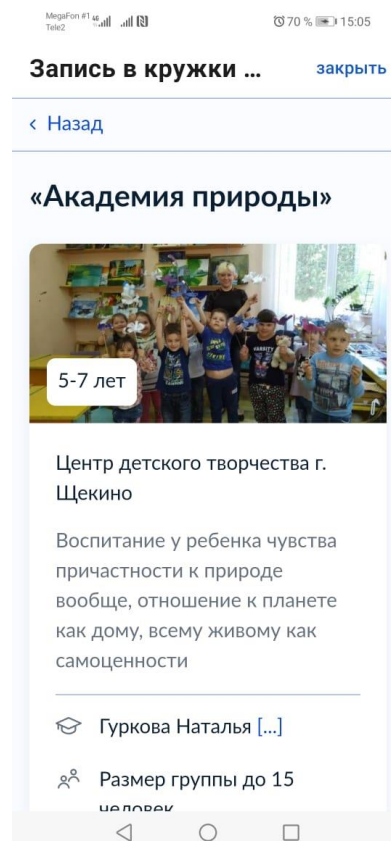 MegaFon #1 46
Tele2
70 % 15:05
Запись в кружки ...
закрыть
‹ Назад
«Академия природы»
5-7 лет
Центр детского творчества г.
Щекино
Воспитание у ребенка чувства
причастности к природе
вообще, отношение к планете
как дому, всему живому как
самоценности
Гуркова Наталья [...]
Размер группы до 15
человек